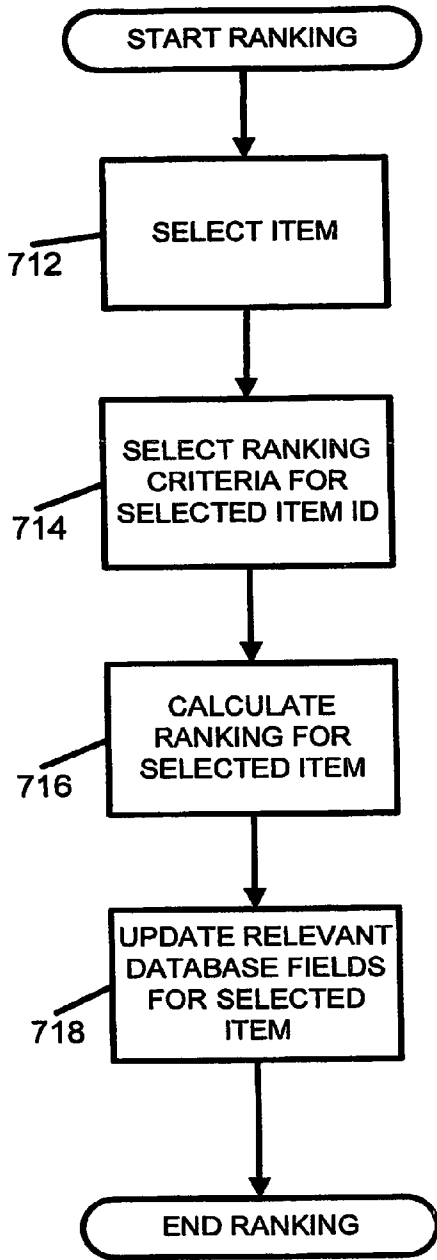 START RANKING
SELECT ITEM
712
SELECT RANKING
CRITERIA FOR
SELECTED ITEM ID
714
CALCULATE
RANKING FOR
SELECTED ITEM
716
UPDATE RELEVANT
DATABASE FIELDS
FOR SELECTED
ITEM
718
END RANKING